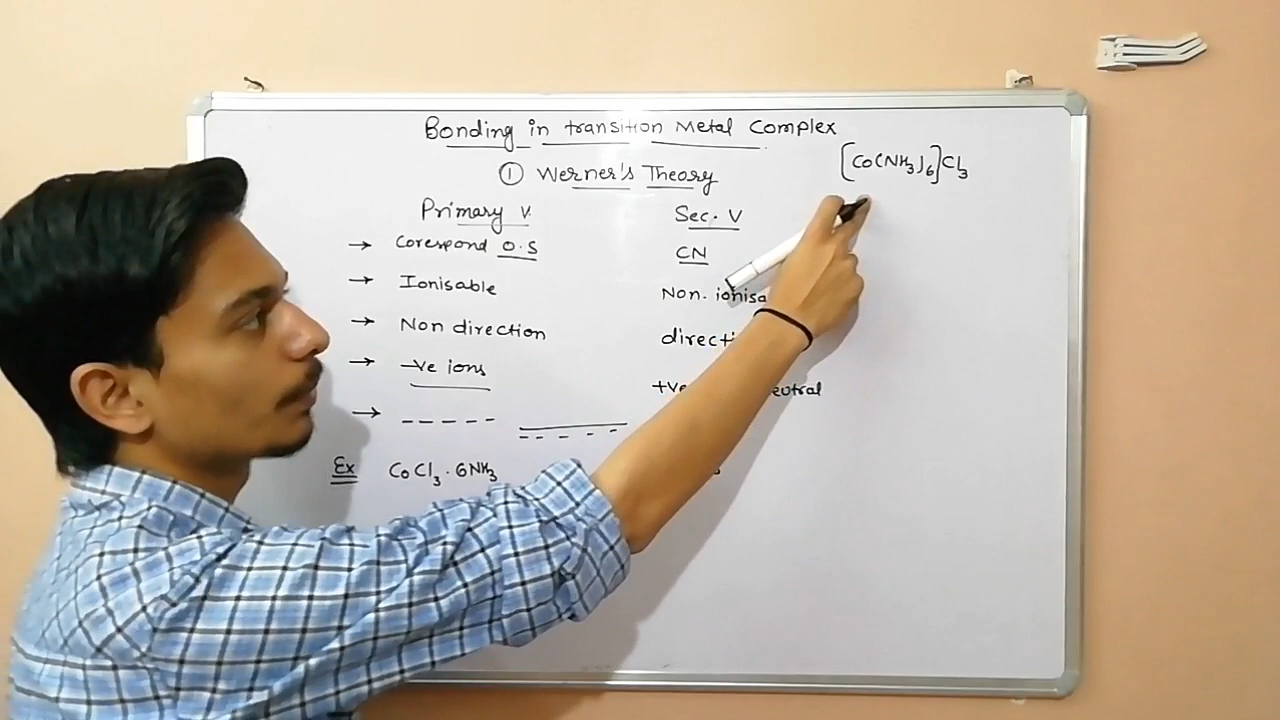 Bonding in transition Metal Complex
① Werner's Theory
[Co(NH3)6]Cl3
Primary V. Sec. V
→ Corespond O.S CN
→ Ionisable Non. ionisa
→ Non direction directi
→ -Ve ions +ve eutral
→ ----- -----
Ex CoCl3 . 6NH3